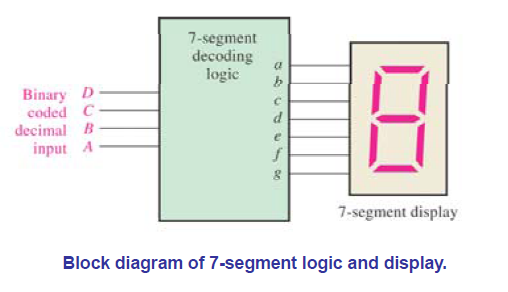 7-segment
decoding
logic
Binary D
coded C
decimal B
input A
a
b
c
d
e
f
g
7-segment display
Block diagram of 7-segment logic and display.